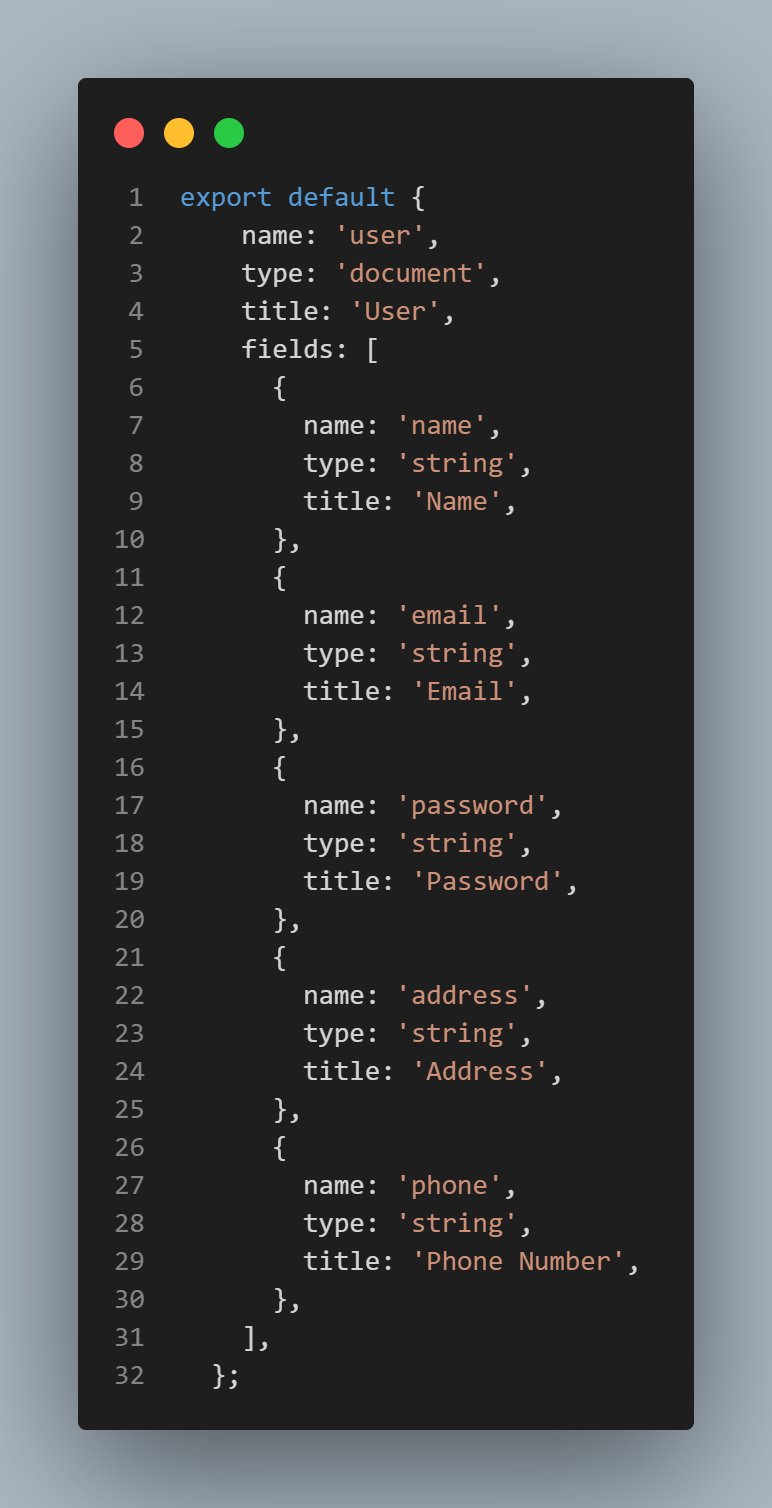 1 export default {
2     name: 'user',
3     type: 'document',
4     title: 'User',
5     fields: [
6       {
7         name: 'name',
8         type: 'string',
9         title: 'Name',
10       },
11       {
12         name: 'email',
13         type: 'string',
14         title: 'Email',
15       },
16       {
17         name: 'password',
18         type: 'string',
19         title: 'Password',
20       },
21       {
22         name: 'address',
23         type: 'string',
24         title: 'Address',
25       },
26       {
27         name: 'phone',
28         type: 'string',
29         title: 'Phone Number',
30       },
31     ],
32   };